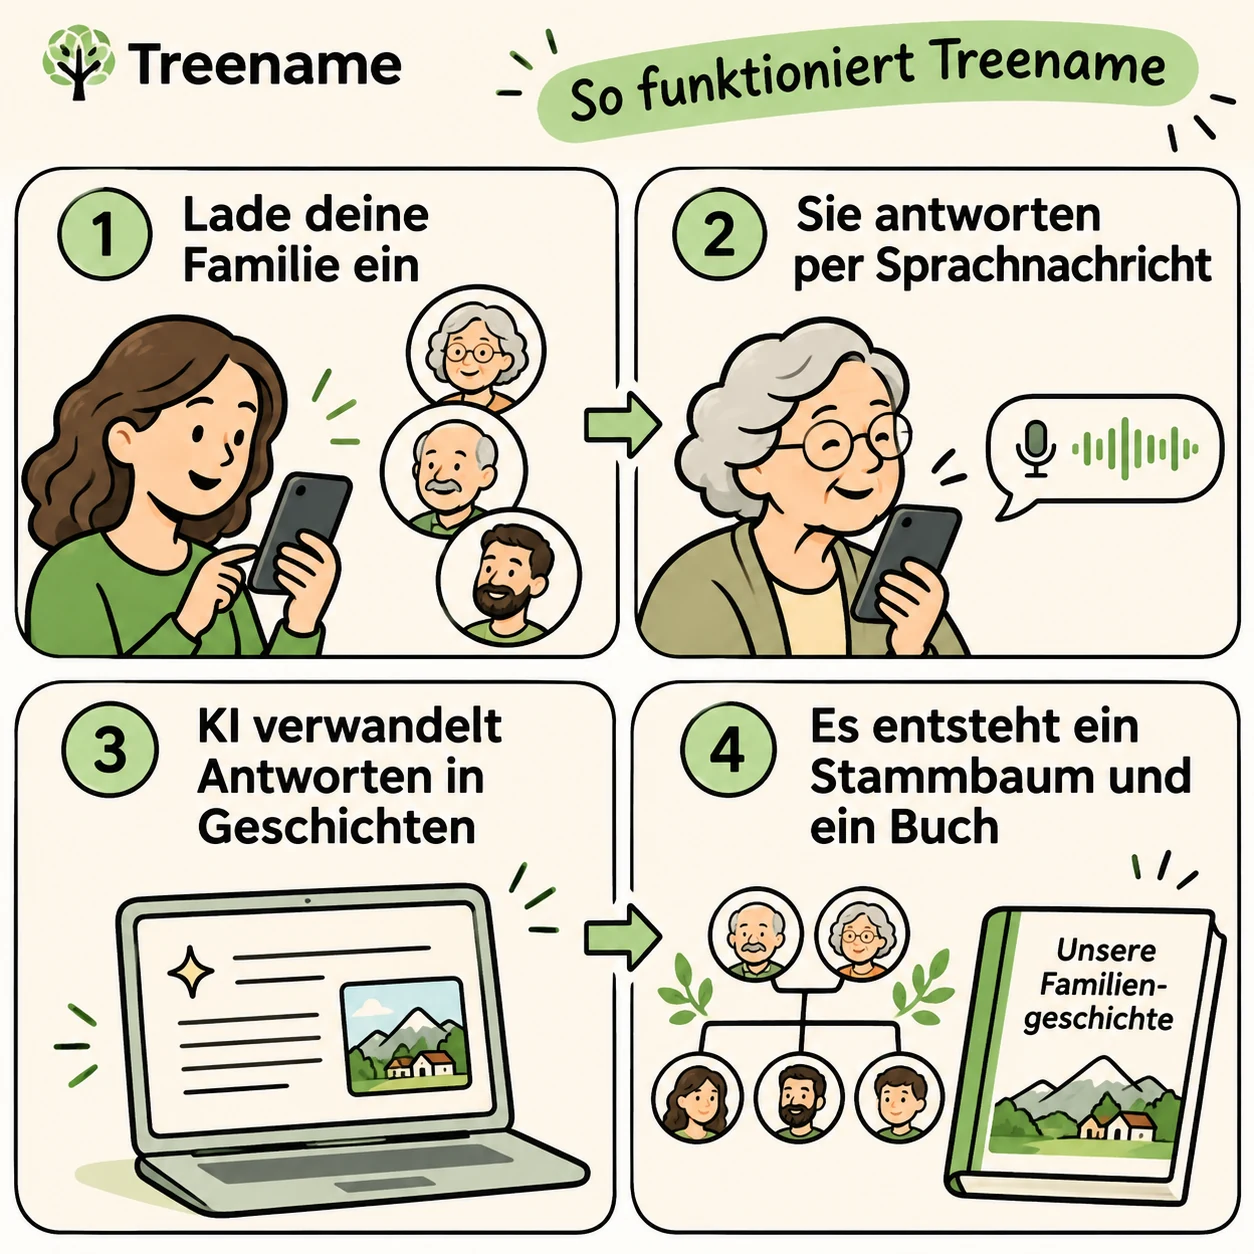 Treename
So funktioniert Treename
1
Lade deine
Familie ein
2
Sie antworten
per Sprachnachricht
3
KI verwandelt
Antworten in
Geschichten
4
Es entsteht ein
Stammbaum und
ein Buch
Unsere
Familien-
geschichte